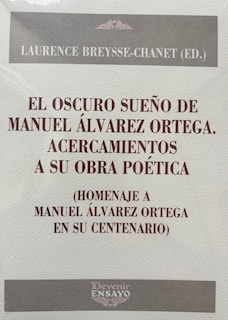 LAURENCE BREYSSE-CHANET (ED.)
EL OSCURO SUEÑO DE
MANUEL ÁLVAREZ ORTEGA.
ACERCAMIENTOS
A SU OBRA POÉTICA
(HOMENAJE A
MANUEL ÁLVAREZ ORTEGA
EN SU CENTENARIO)
Devenir
ENSAYO